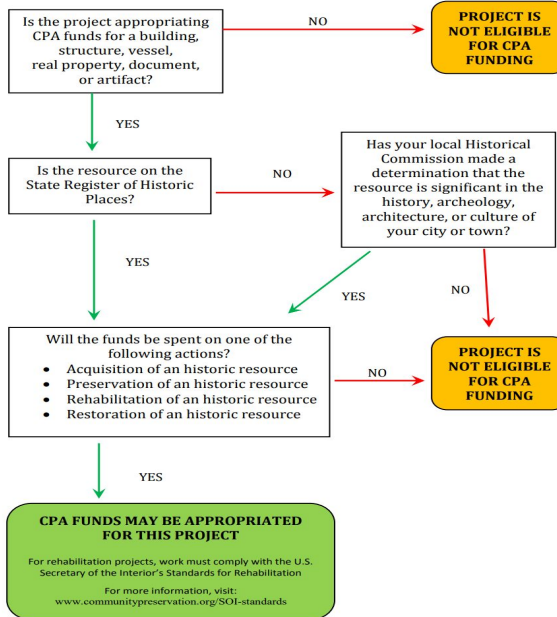 Is the project appropriating
CPA funds for a building,
structure, vessel,
real property, document,
or artifact?
NO
PROJECT IS
NOT ELIGIBLE
FOR CPA
FUNDING
YES
Is the resource on the
State Register of Historic
Places?
NO
Has your local Historical
Commission made a
determination that the
resource is significant in the
history, archeology,
architecture, or culture of
your city or town?
YES
YES
NO
Will the funds be spent on one of the
following actions?
• Acquisition of an historic resource
• Preservation of an historic resource
• Rehabilitation of an historic resource
• Restoration of an historic resource
NO
PROJECT IS
NOT ELIGIBLE
FOR CPA
FUNDING
YES
CPA FUNDS MAY BE APPROPRIATED
FOR THIS PROJECT
For rehabilitation projects, work must comply with the U.S.
Secretary of the Interior's Standards for Rehabilitation
For more information, visit:
www.communitypreservation.org/SOI-standards